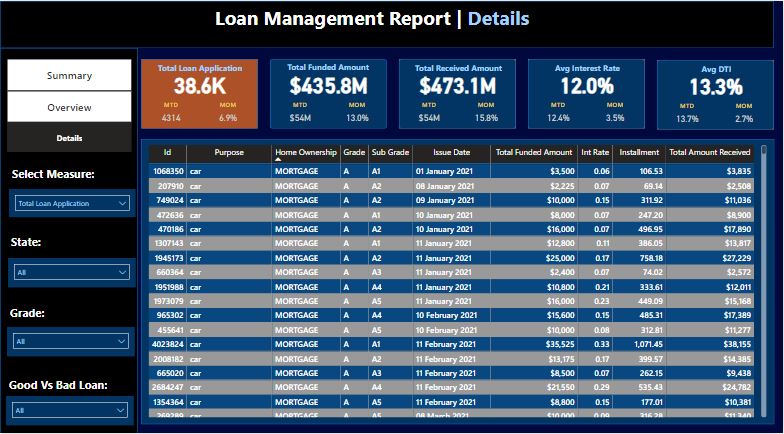 Loan Management Report | Details
Summary
Overview
Details
Select Measure:
Total Loan Application
State:
All
Grade:
All
Good Vs Bad Loan:
All
Total Loan Application
38.6K
MTD MOM
4314 6.9%
Total Funded Amount
$435.8M
MTD MOM
$54M 13.0%
Total Received Amount
$473.1M
MTD MOM
$54M 15.8%
Avg Interest Rate
12.0%
MTD MOM
12.4% 3.5%
Avg DTI
13.3%
MTD MOM
13.7% 2.7%
Id Purpose Home Ownership Grade Sub Grade Issue Date Total Funded Amount Int Rate Installment Total Amount Received
1068350 car MORTGAGE A A1 01 January 2021 $3,500 0.06 106.53 $3,835
207910 car MORTGAGE A A2 08 January 2021 $2,225 0.07 69.14 $2,508
749024 car MORTGAGE A A2 09 January 2021 $10,000 0.15 311.92 $11,036
472636 car MORTGAGE A A1 10 January 2021 $8,000 0.07 247.20 $8,900
470186 car MORTGAGE A A2 10 January 2021 $16,000 0.07 496.95 $17,890
1307143 car MORTGAGE A A1 11 January 2021 $12,800 0.11 386.05 $13,817
1945173 car MORTGAGE A A2 11 January 2021 $25,000 0.17 758.18 $27,229
660364 car MORTGAGE A A3 11 January 2021 $2,400 0.07 74.02 $2,572
1951988 car MORTGAGE A A4 11 January 2021 $10,800 0.21 333.61 $12,011
1973079 car MORTGAGE A A5 11 January 2021 $16,000 0.23 449.09 $15,168
965302 car MORTGAGE A A4 10 February 2021 $15,600 0.15 485.31 $17,389
455641 car MORTGAGE A A5 10 February 2021 $10,000 0.08 312.81 $11,277
4023824 car MORTGAGE A A1 11 February 2021 $35,525 0.33 1,071.45 $38,155
2008182 car MORTGAGE A A2 11 February 2021 $13,175 0.17 399.57 $14,385
665020 car MORTGAGE A A3 11 February 2021 $8,500 0.07 262.15 $9,438
2684247 car MORTGAGE A A4 11 February 2021 $21,550 0.29 535.43 $24,782
1354364 car MORTGAGE A A5 11 February 2021 $8,800 0.15 177.01 $10,381
269289 car MORTGAGE A A5 08 March 2021 $10,000 0.09 316.28 $11,340